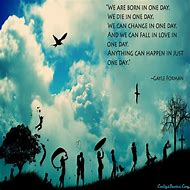 "WE ARE BORN IN ONE DAY.
WE DIE IN ONE DAY.
WE CAN CHANGE IN ONE DAY.
AND WE CAN FALL IN LOVE IN
ONE DAY.
ANYTHING CAN HAPPEN IN JUST
ONE DAY."
~GAYLE FORMAN